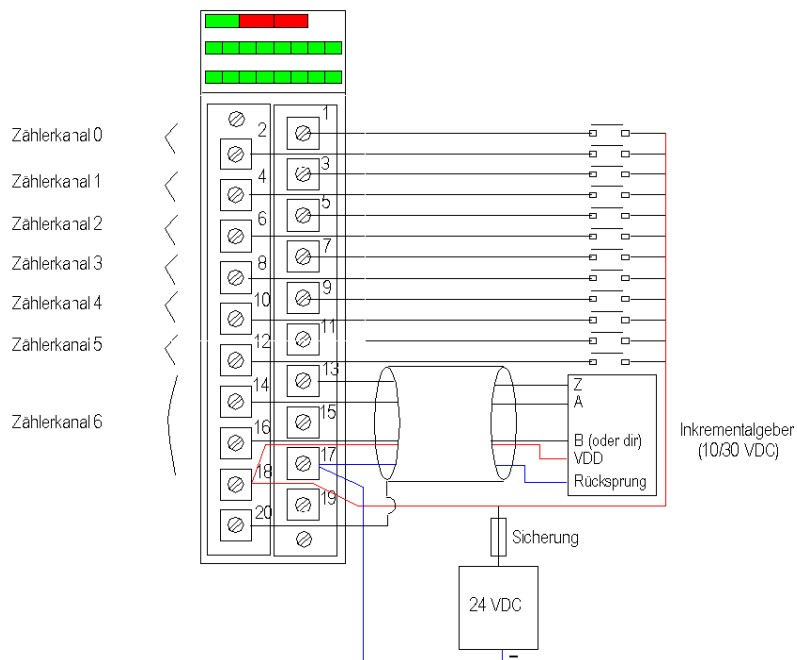 1
2
Zählerkanal 0
3
4
Zählerkanal 1
5
6
Zählerkanal 2
7
8
Zählerkanal 3
9
10
Zählerkanal 4
11
12
Zählerkanal 5
13
14
Z
A
15
16
Zählerkanal 6
B (oder dir)
VDD
Rücksprung
Inkrementalgeber
(10/30 VDC)
17
18
19
20
Sicherung
24 VDC
-